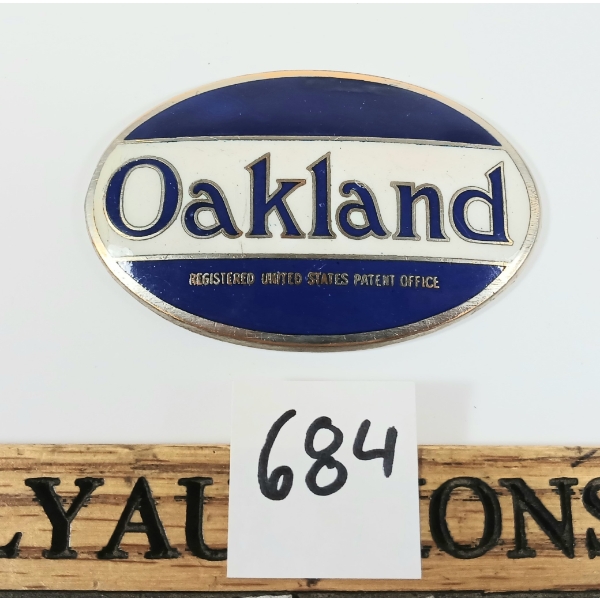 Oakland
REGISTERED UNITED STATES PATENT OFFICE
684